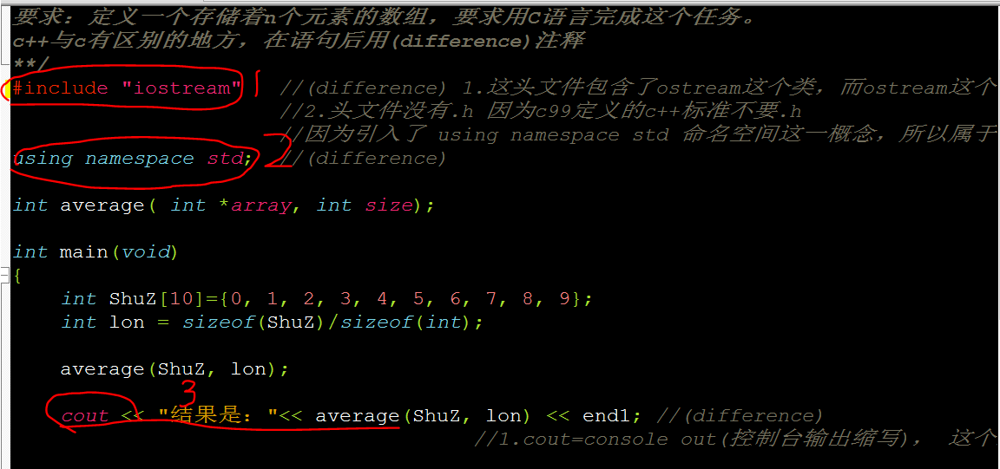 要求：定义一个存储着n个元素的数组，要求用C语言完成这个任务。
c++与c有区别的地方，在语句后用(difference)注释
**/
#include "iostream" 1 //(difference) 1.这头文件包含了ostream这个类，而ostream这个
//2.头文件没有.h 因为c99定义的c++标准不要.h
//因为引入了 using namespace std 命名空间这一概念，所以属于
using namespace std; 2 //(difference)
int average( int *array, int size);
int main(void)
{
int ShuZ[10]={0, 1, 2, 3, 4, 5, 6, 7, 8, 9};
int lon = sizeof(ShuZ)/sizeof(int);
average(ShuZ, lon);
3
cout << "结果是："<< average(ShuZ, lon) << end1; //(difference)
//1.cout=console out(控制台输出缩写)， 这个